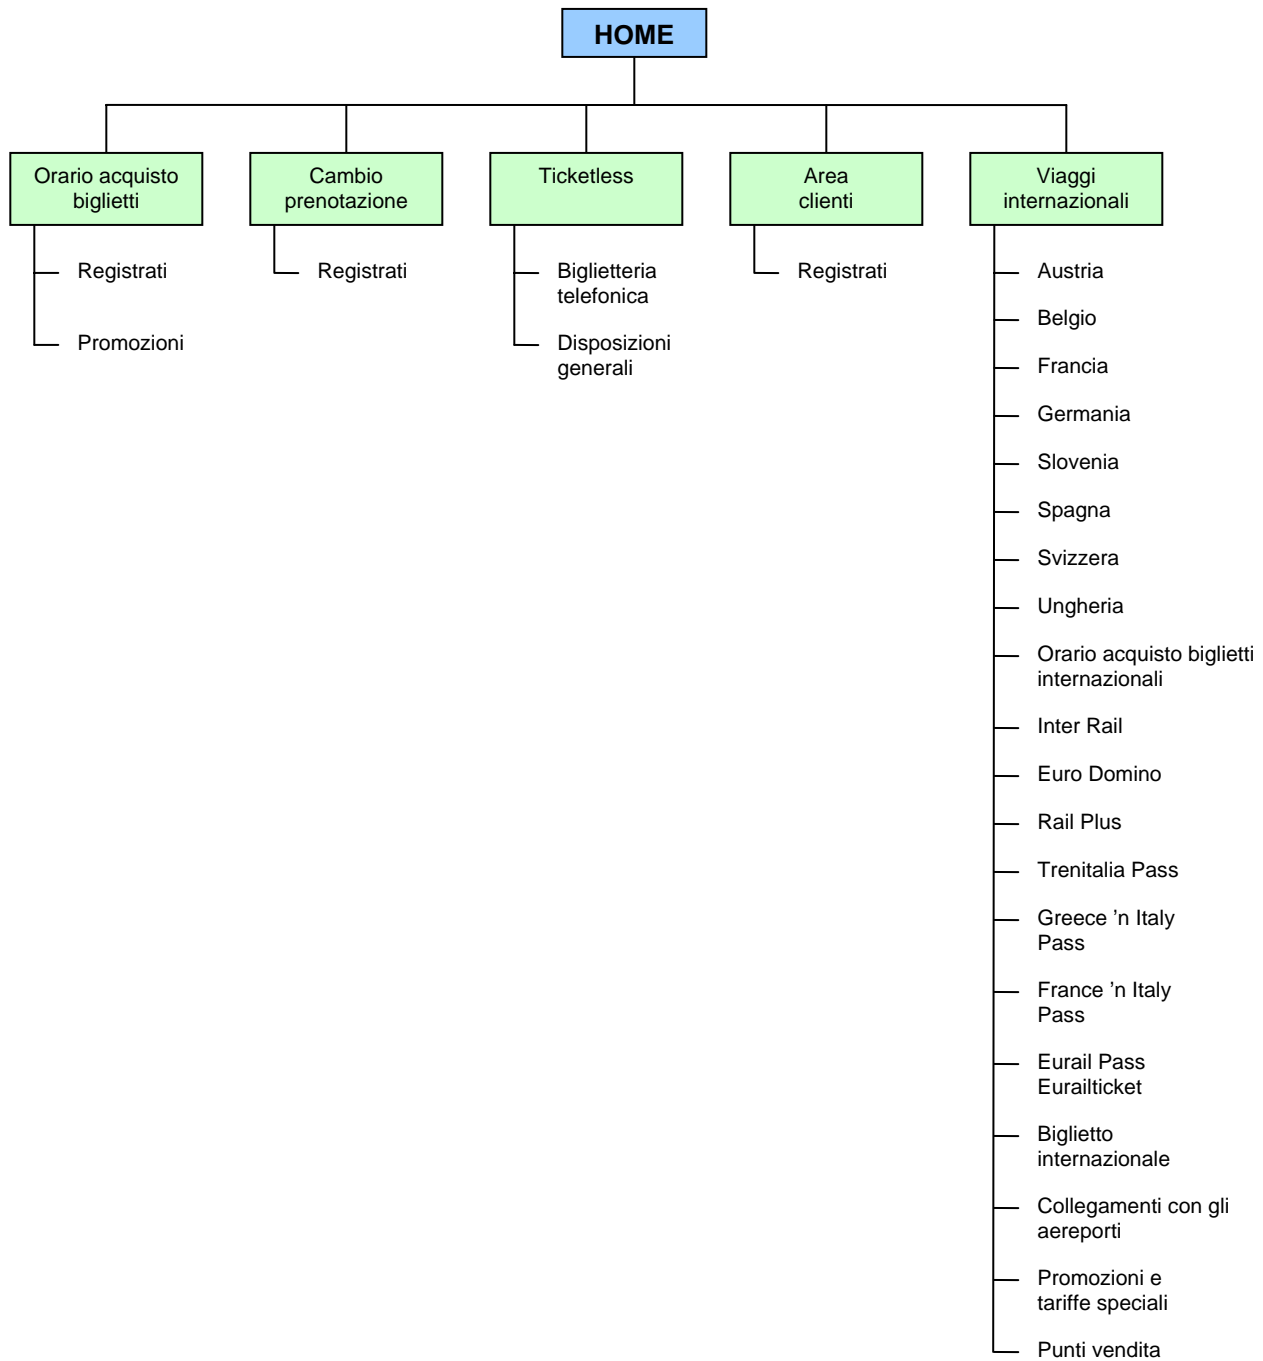 HOME
Orario acquisto
biglietti
Registrati
Promozioni
Cambio
prenotazione
Registrati
Ticketless
Biglietteria
telefonica
Disposizioni
generali
Area
clienti
Registrati
Viaggi
internazionali
Austria
Belgio
Francia
Germania
Slovenia
Spagna
Svizzera
Ungheria
Orario acquisto biglietti
internazionali
Inter Rail
Euro Domino
Rail Plus
Trenitalia Pass
Greece ’n Italy
Pass
France ’n Italy
Pass
Eurail Pass
Eurailticket
Biglietto
internazionale
Collegamenti con gli
aereporti
Promozioni e
tariffe speciali
Punti vendita